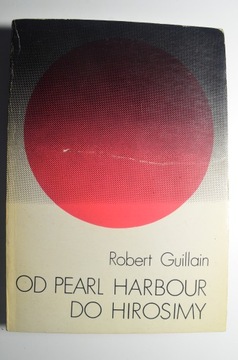 Robert Guillain
OD PEARL HARBOUR
DO HIROSIMY